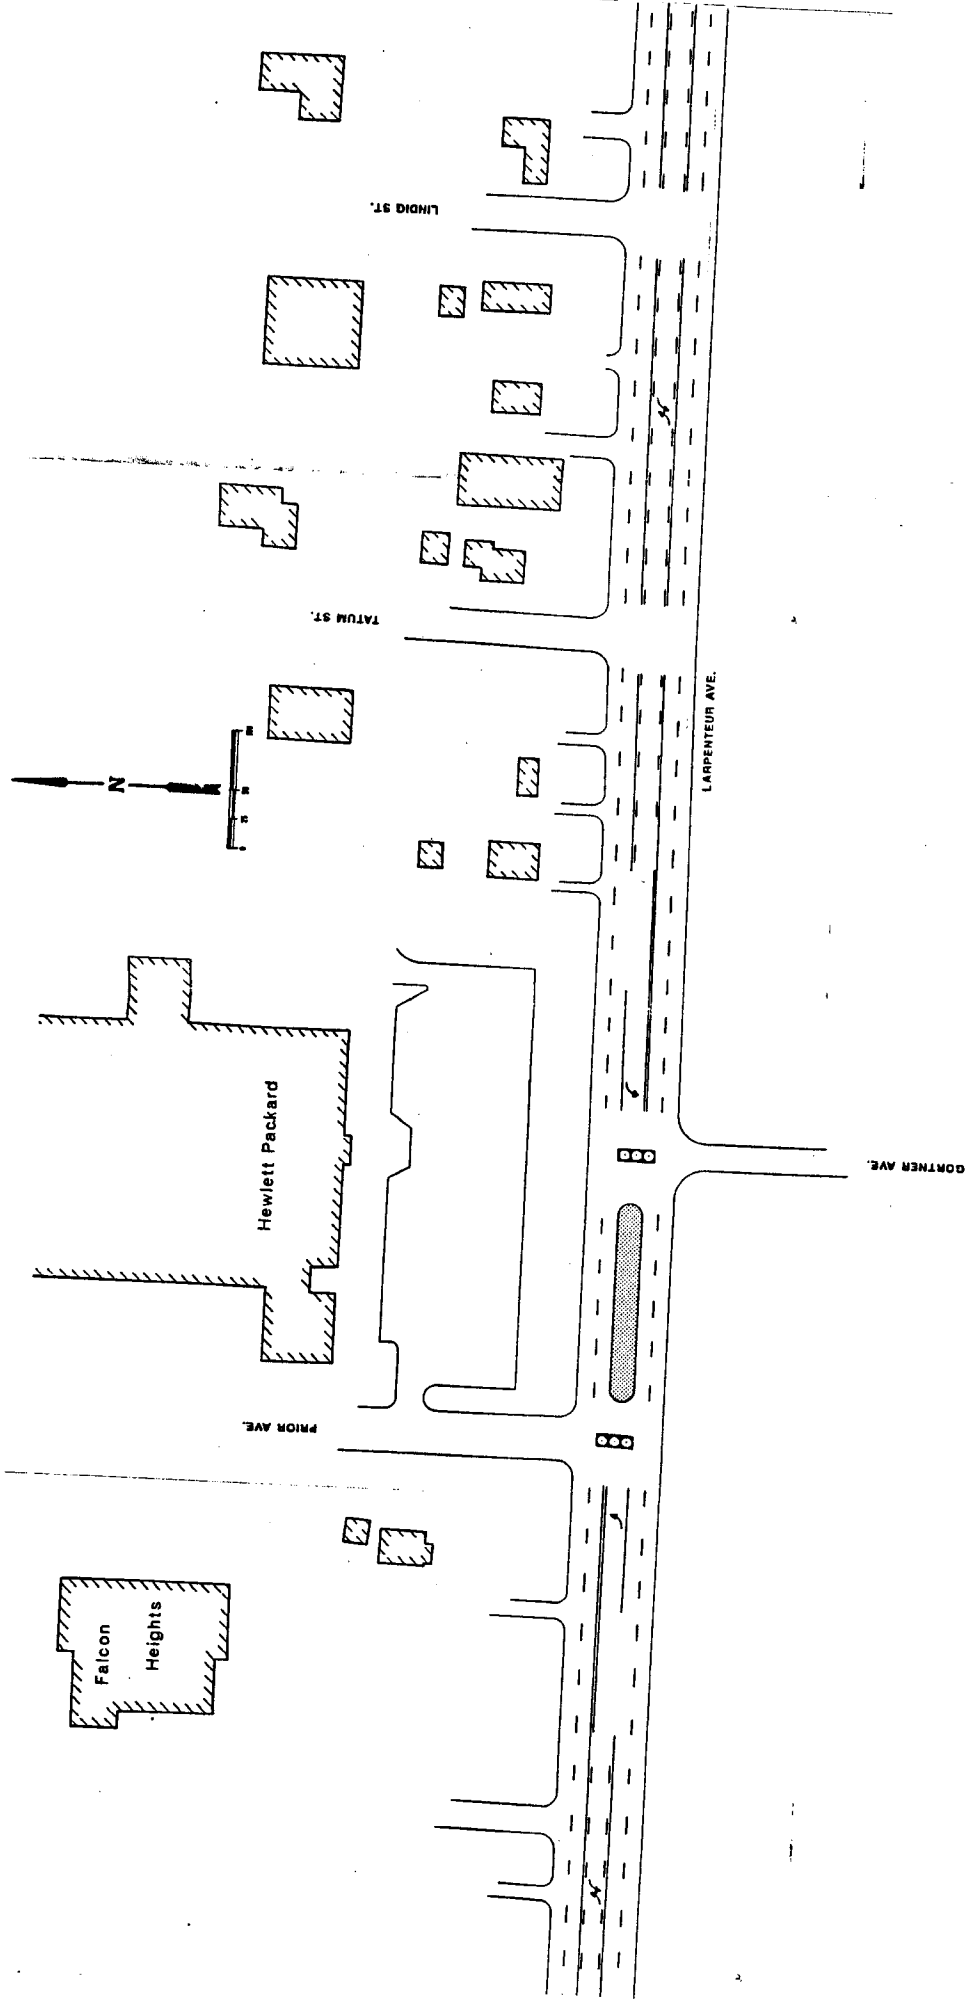 LINDIG ST.
TATUM ST.
N
LARPENTEUR AVE.
Hewlett Packard
GORTNER AVE.
PRIOR AVE.
Falcon
Heights